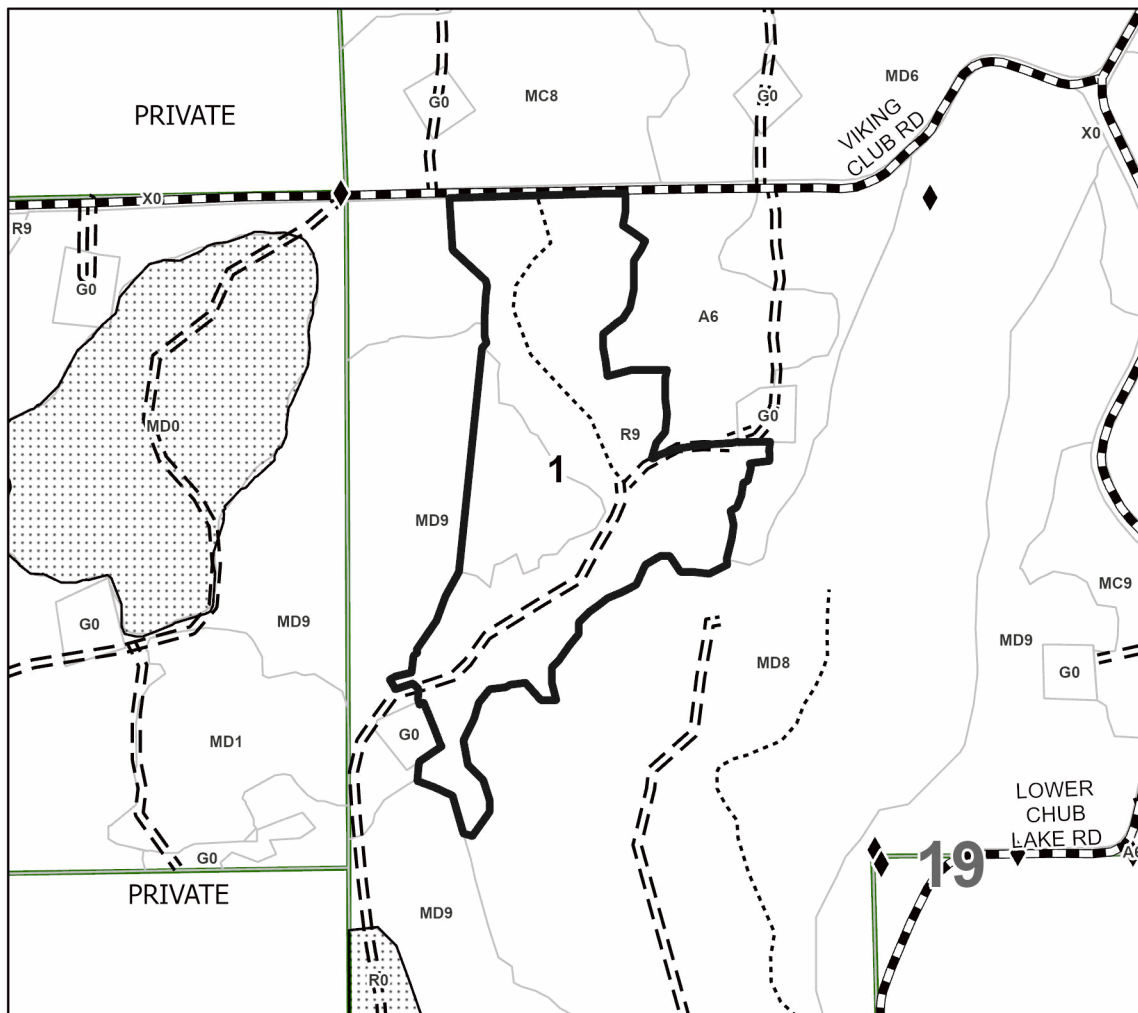 MD6
G0
MC8
G0
PRIVATE
VIKING
CLUB RD
X0
X0
R9
G0
A6
MD0
G0
R9
1
MD9
MC9
G0
MD9
MD9
MD8
G0
MD1
G0
LOWER
CHUB
LAKE RD
G0
19
A6
PRIVATE
MD9
R0